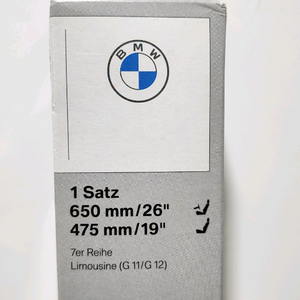 BMW
1 Satz
650 mm/26"
475 mm/19"
7er Reihe
Limousine (G 11/G 12)